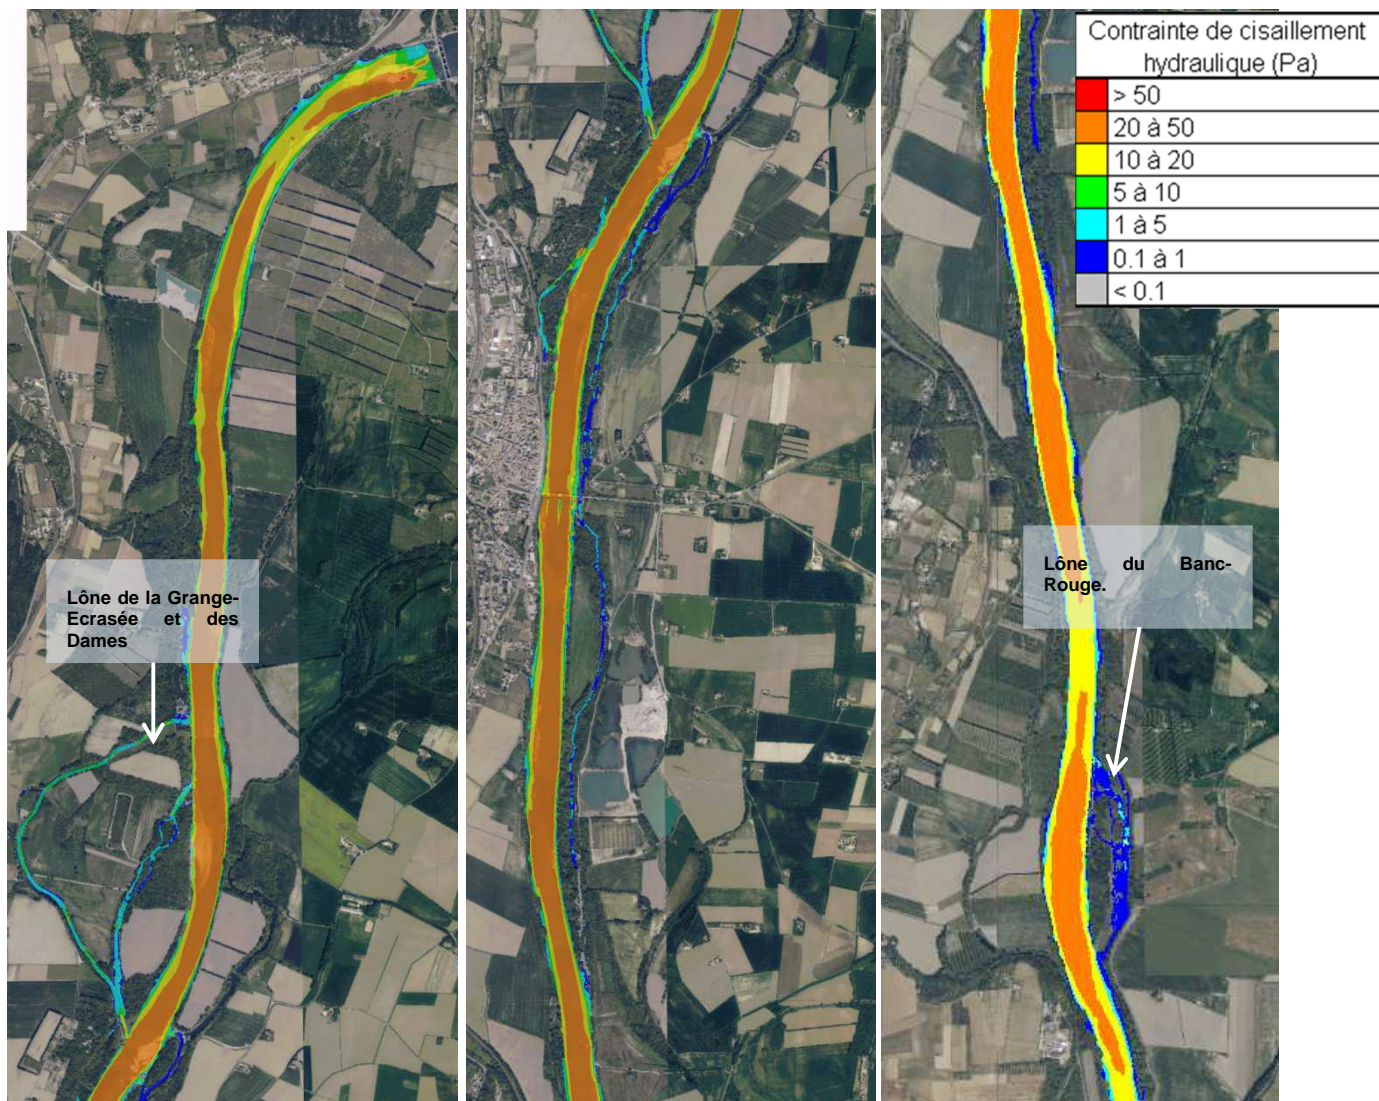 Contrainte de cisaillement
hydraulique (Pa)
> 50
20 à 50
10 à 20
5 à 10
1 à 5
0.1 à 1
< 0.1
Lône de la Grange-
Ecrasée et des
Dames
Lône du Banc-
Rouge.